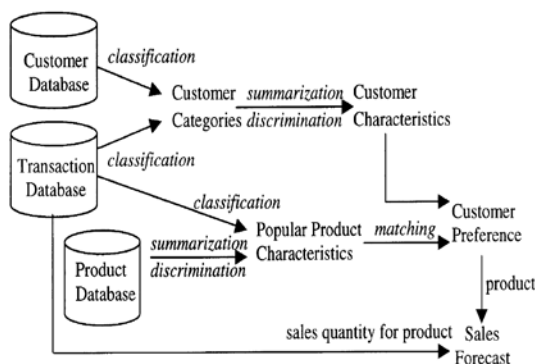 classification
Customer
Database
Customer summarization Customer
Categories discrimination Characteristics
Transaction
Database
classification
classification
Popular Product matching
Characteristics
Customer
Preference
Product
Database
summarization
discrimination
product
sales quantity for product Sales
Forecast